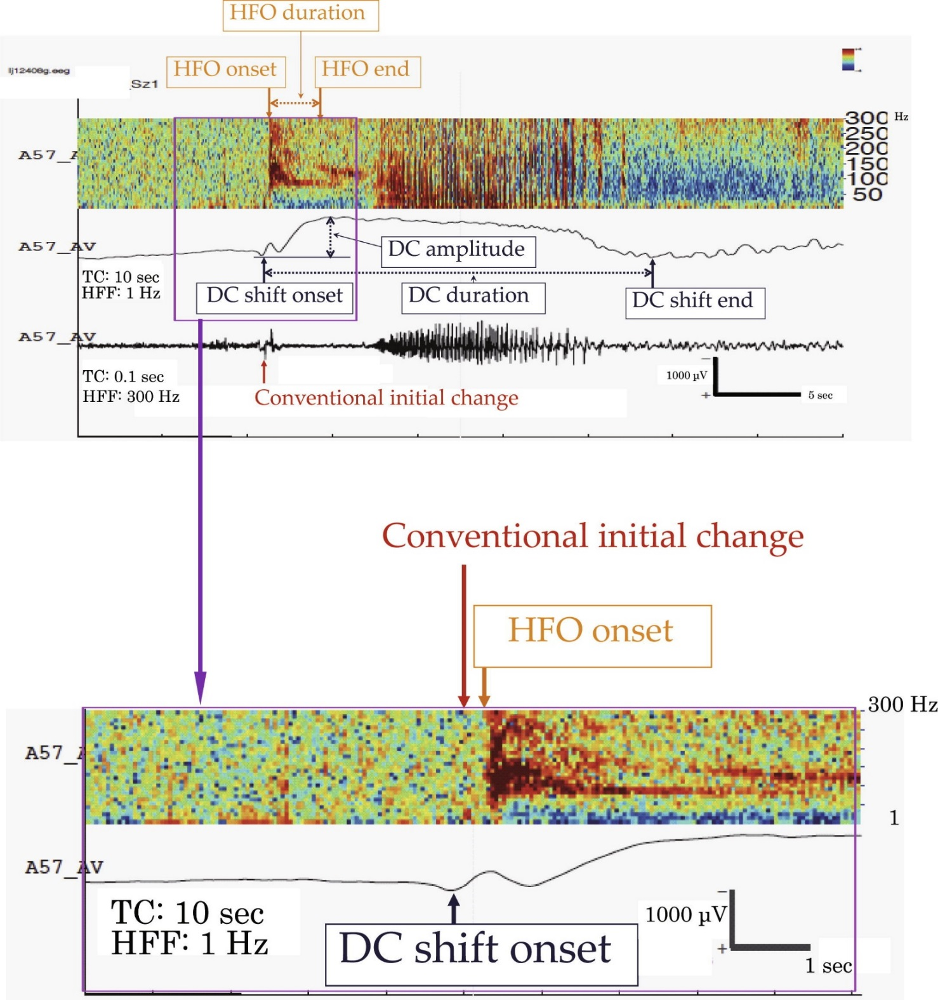 HFO duration
HFO onset
HFO end
lj12408g.eeg
_Sz1
300 Hz
250
200
150
100
50
A57_A
A57_AV
DC amplitude
TC: 10 sec
HFF: 1 Hz
DC shift onset
DC duration
DC shift end
A57_AV
TC: 0.1 sec
HFF: 300 Hz
Conventional initial change
−
1000 μV
+
5 sec
Conventional initial change
HFO onset
300 Hz
A57_A
1
A57_AV
TC: 10 sec
HFF: 1 Hz
DC shift onset
−
1000 μV
+
1 sec